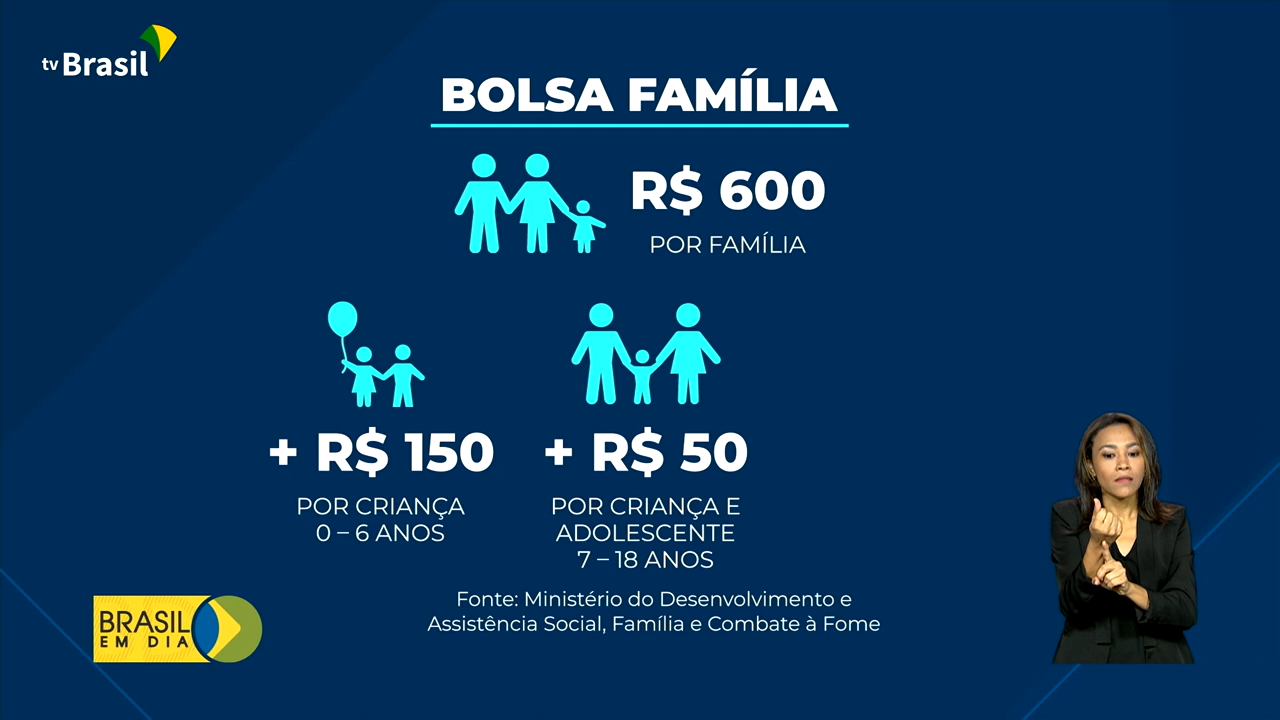 tv Brasil
BOLSA FAMÍLIA
R$ 600
POR FAMÍLIA
+ R$ 150
POR CRIANÇA
0 – 6 ANOS
+ R$ 50
POR CRIANÇA E
ADOLESCENTE
7 – 18 ANOS
Fonte: Ministério do Desenvolvimento e
Assistência Social, Família e Combate à Fome
BRASIL
EM DIA